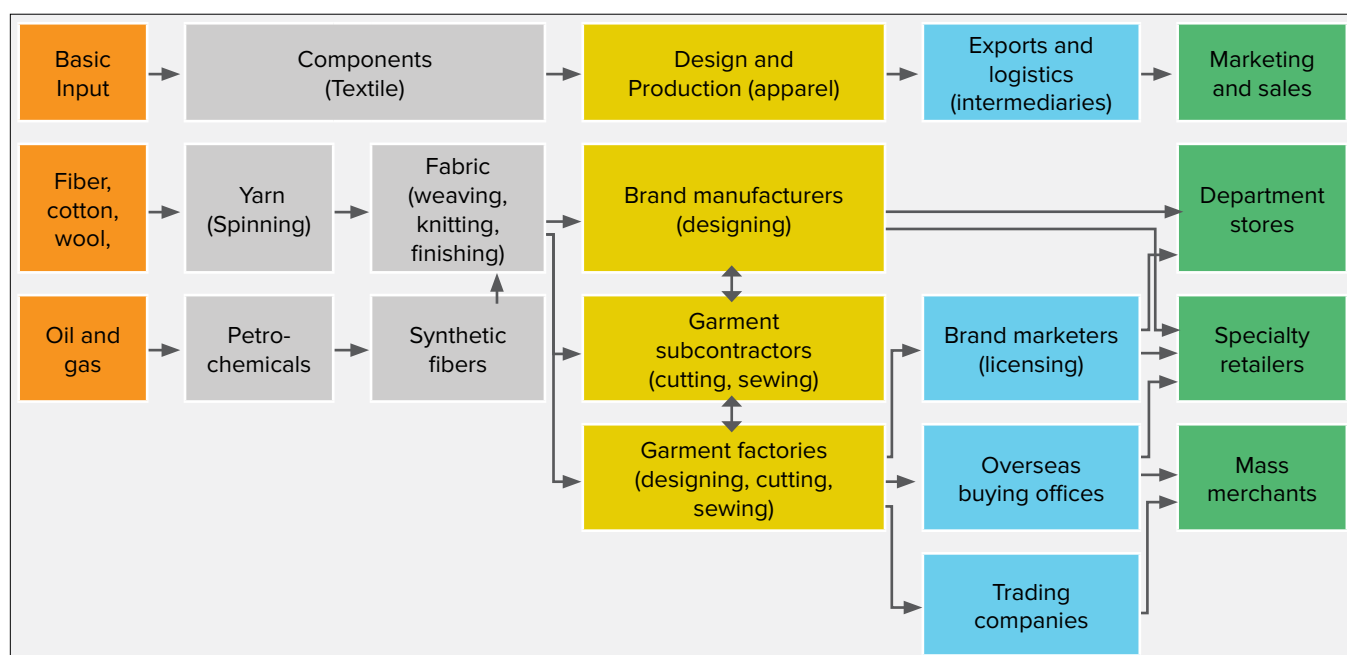 Basic
Input
Components
(Textile)
Design and
Production (apparel)
Exports and
logistics
(intermediaries)
Marketing
and sales
Fiber,
cotton,
wool,
Yarn
(Spinning)
Fabric
(weaving,
knitting,
finishing)
Brand manufacturers
(designing)
Department
stores
Oil and
gas
Petro-
chemicals
Synthetic
fibers
Garment
subcontractors
(cutting, sewing)
Brand marketers
(licensing)
Specialty
retailers
Garment factories
(designing, cutting,
sewing)
Overseas
buying offices
Mass
merchants
Trading
companies